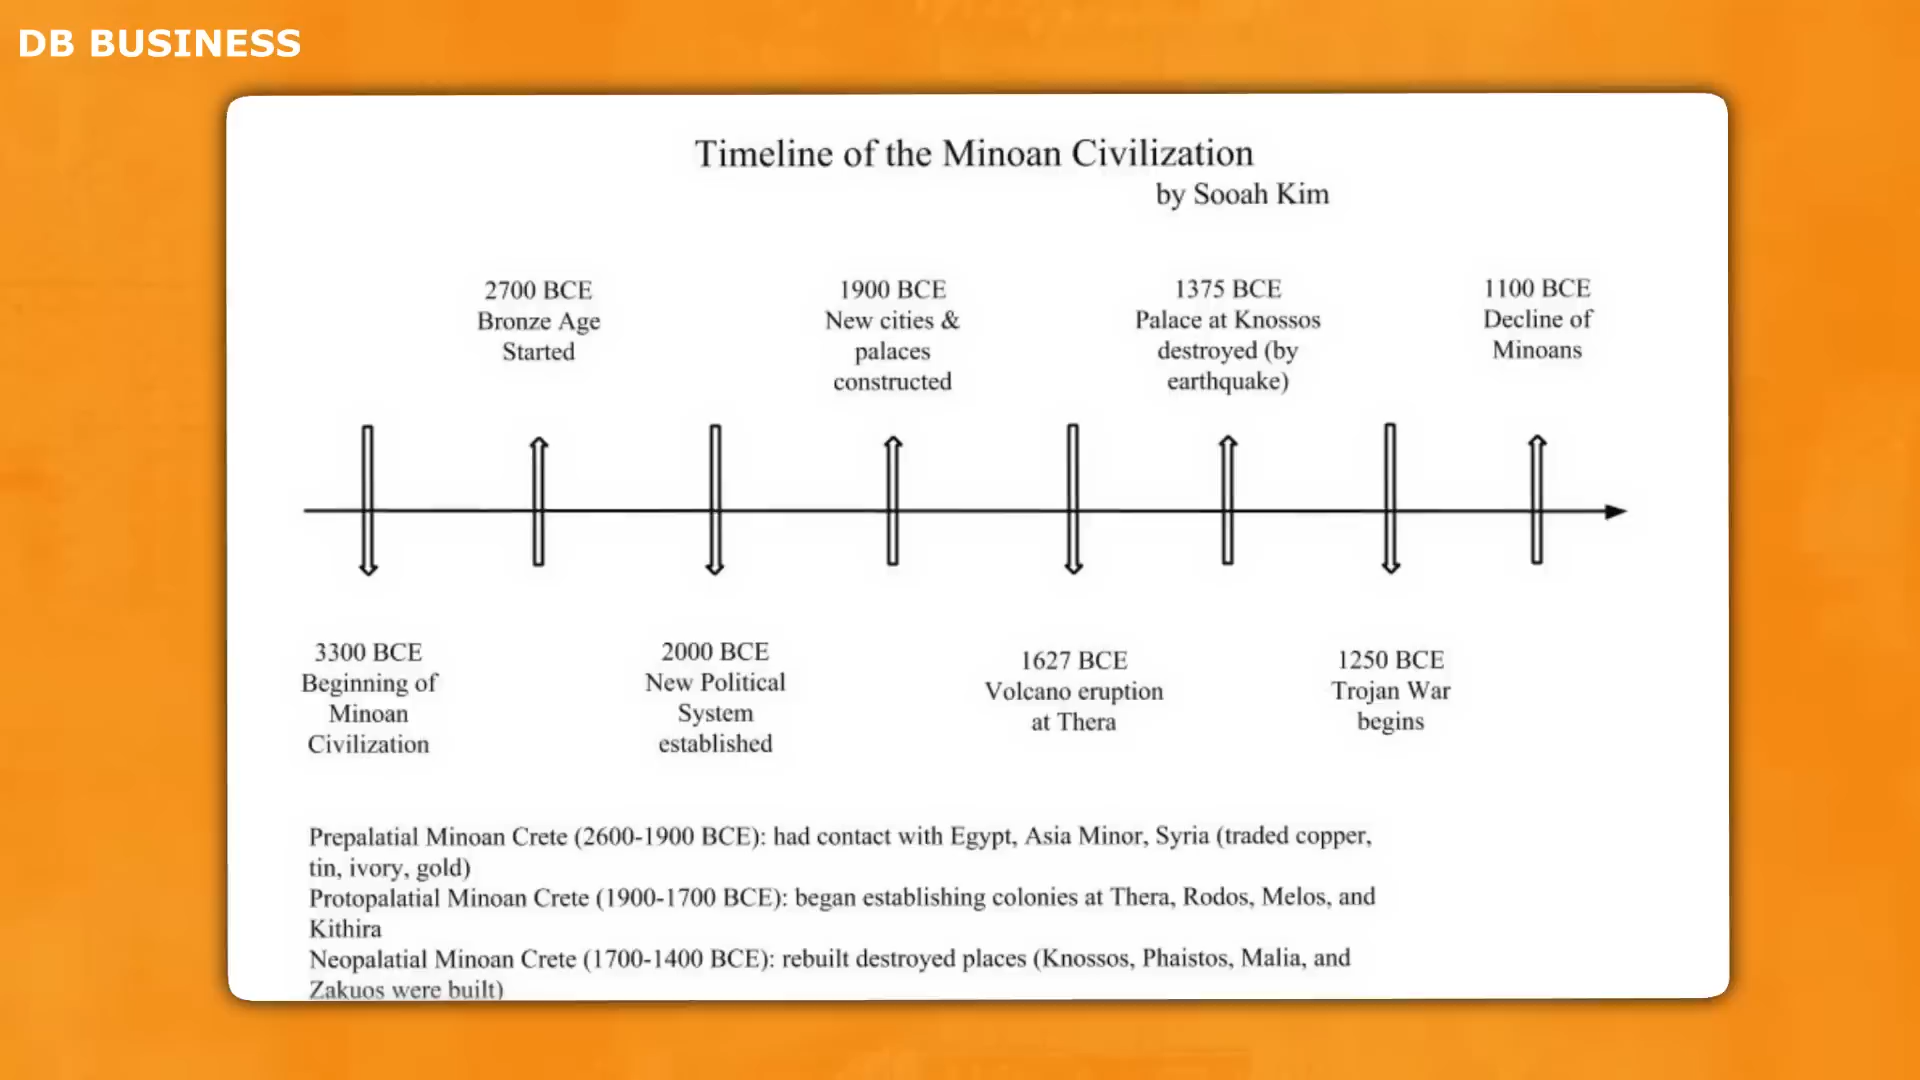 DB BUSINESS
Timeline of the Minoan Civilization
by Sooah Kim
2700 BCE
Bronze Age
Started
1900 BCE
New cities &
palaces
constructed
1375 BCE
Palace at Knossos
destroyed (by
earthquake)
1100 BCE
Decline of
Minoans
3300 BCE
Beginning of
Minoan
Civilization
2000 BCE
New Political
System
established
1627 BCE
Volcano eruption
at Thera
1250 BCE
Trojan War
begins
Prepalatial Minoan Crete (2600-1900 BCE): had contact with Egypt, Asia Minor, Syria (traded copper,
tin, ivory, gold)
Protopalatial Minoan Crete (1900-1700 BCE): began establishing colonies at Thera, Rodos, Melos, and
Kithira
Neopalatial Minoan Crete (1700-1400 BCE): rebuilt destroyed places (Knossos, Phaistos, Malia, and
Zakuos were built)